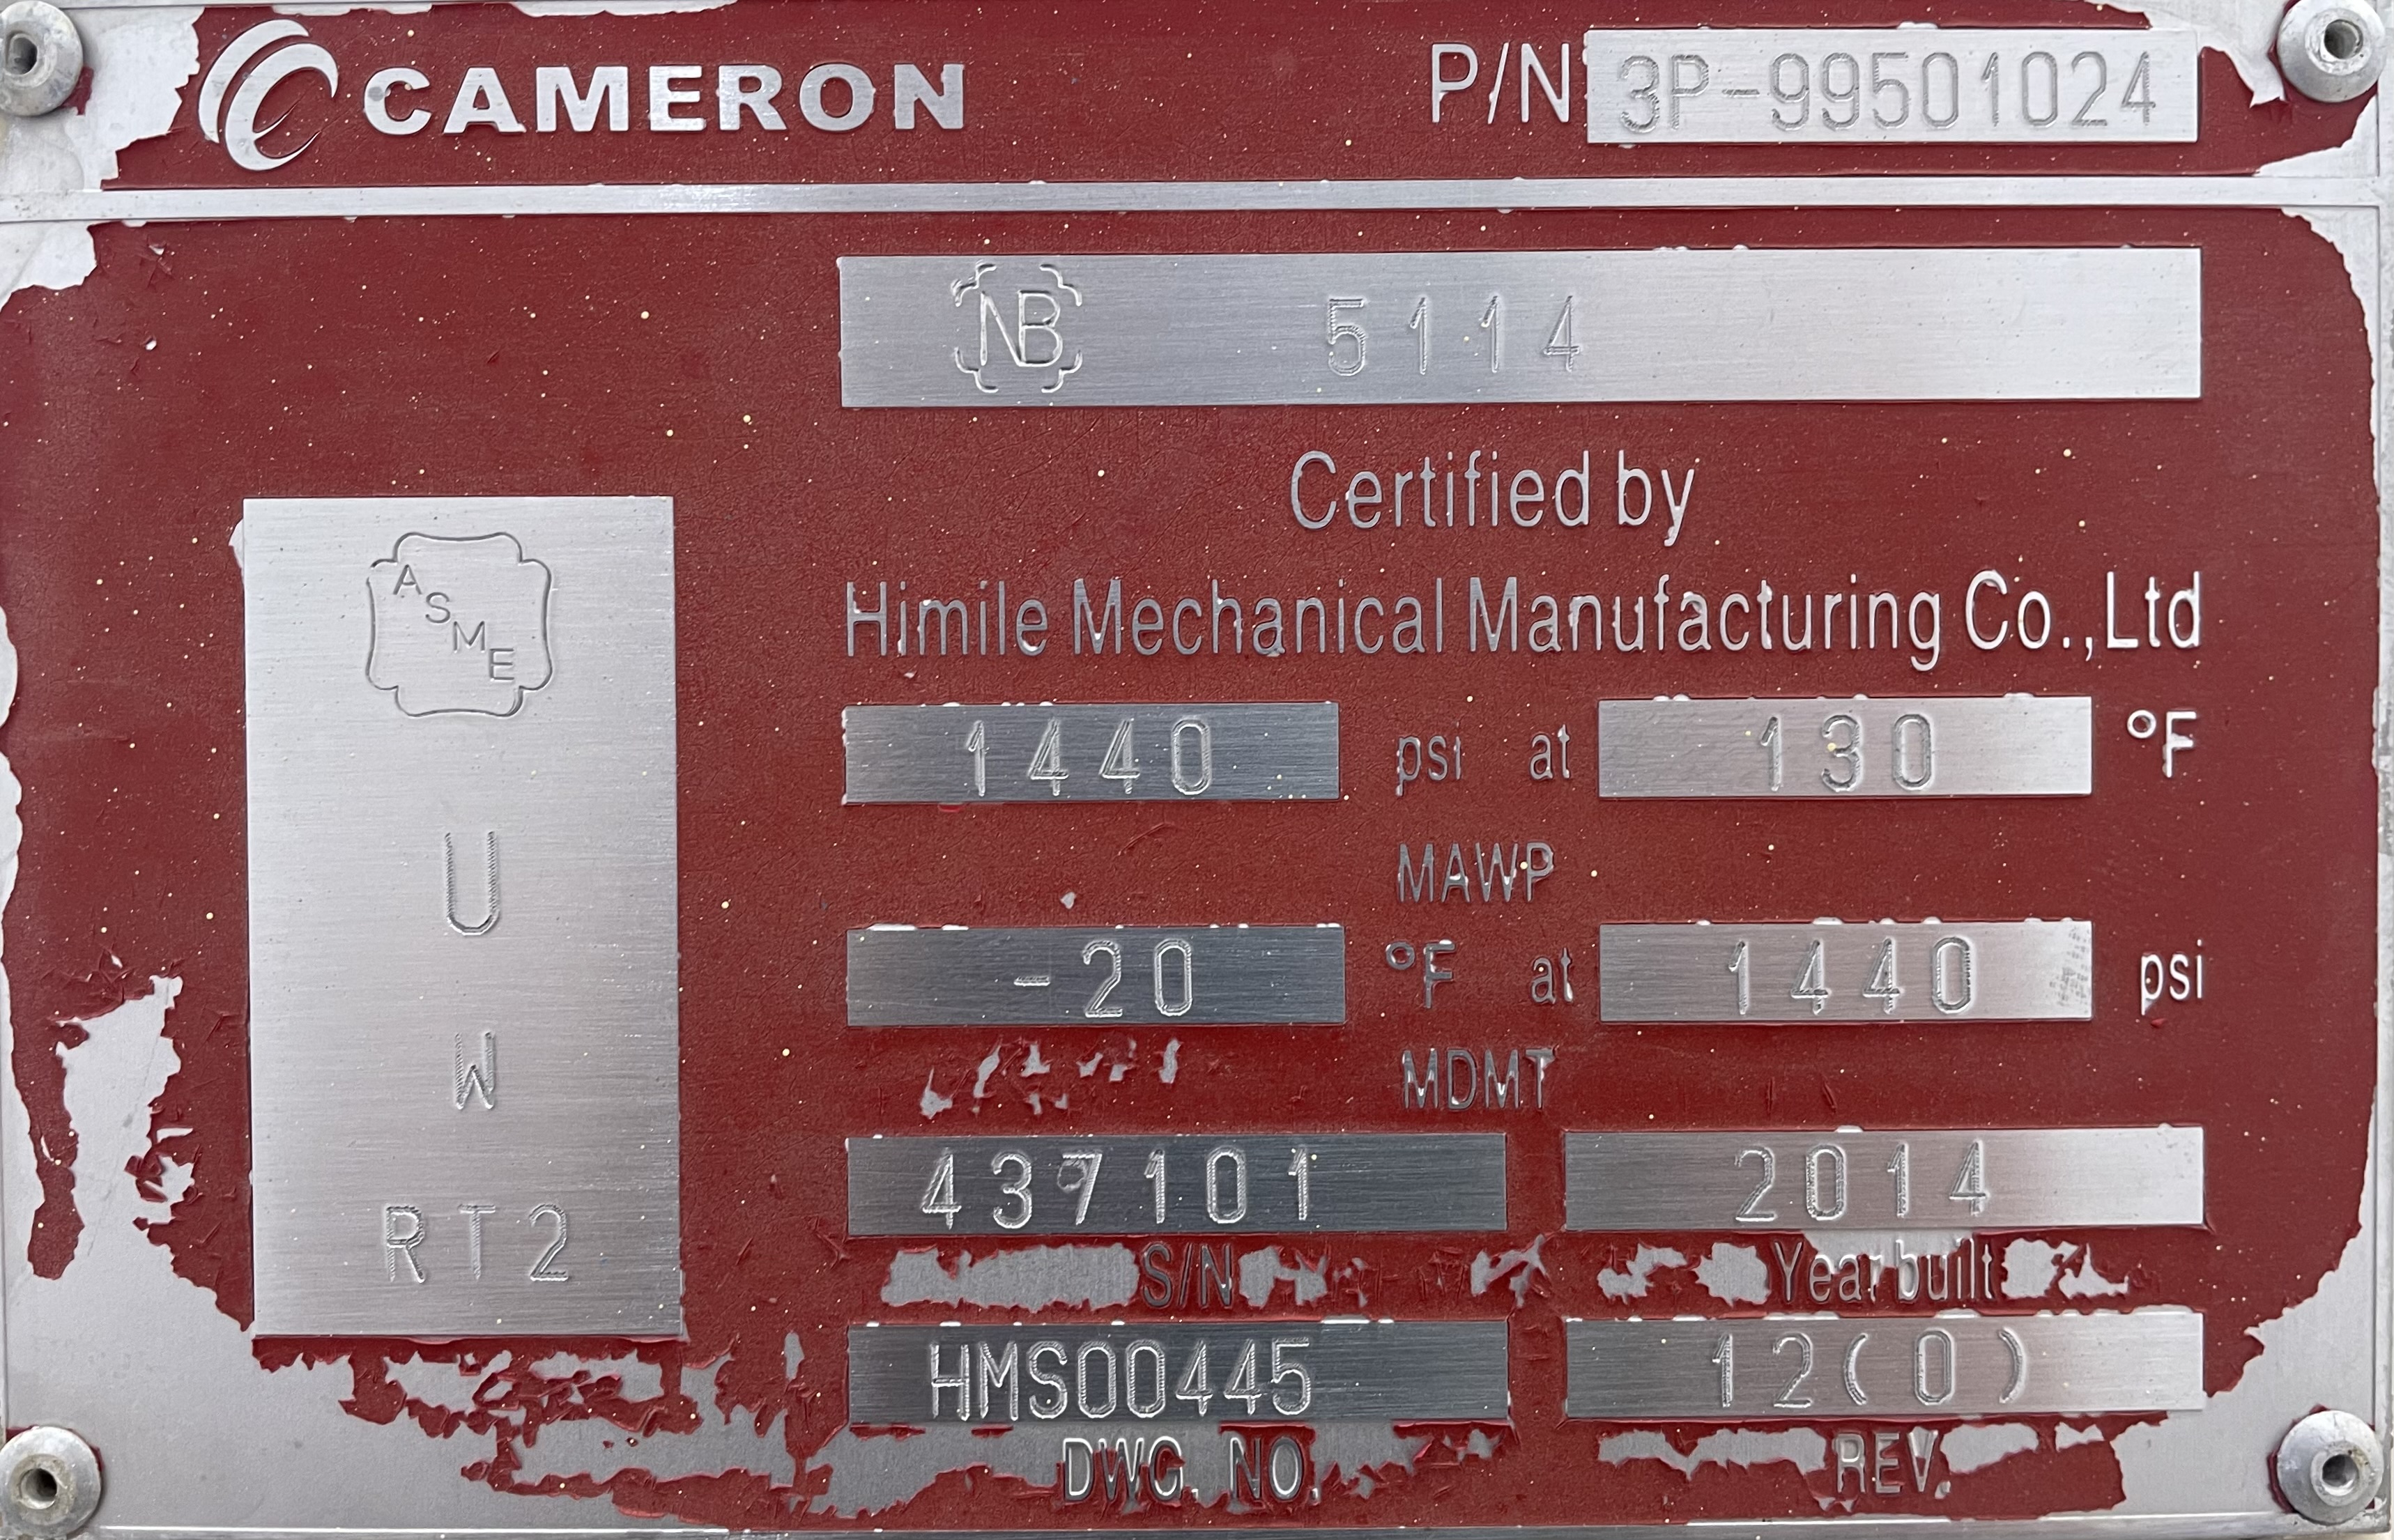 CAMERON P/N 3P-99501024
NB 5114
Certified by
Himile Mechanical Manufacturing Co.,Ltd
ASME
U
W
RT2
1440 psi at 130 °F
MAWP
-20 °F at 1440 psi
MDMT
437101 2014
S/N Year built
HMS00445 12(0)
DWG. NO. REV.